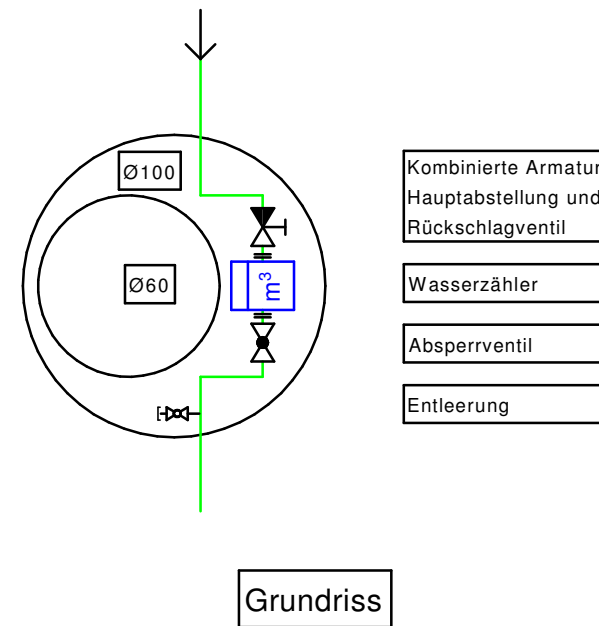 Ø100
Kombinierte Armatur
Hauptabstellung und
Rückschlagventil
Ø60
m³
Wasserzähler
Absperrventil
Entleerung
Grundriss